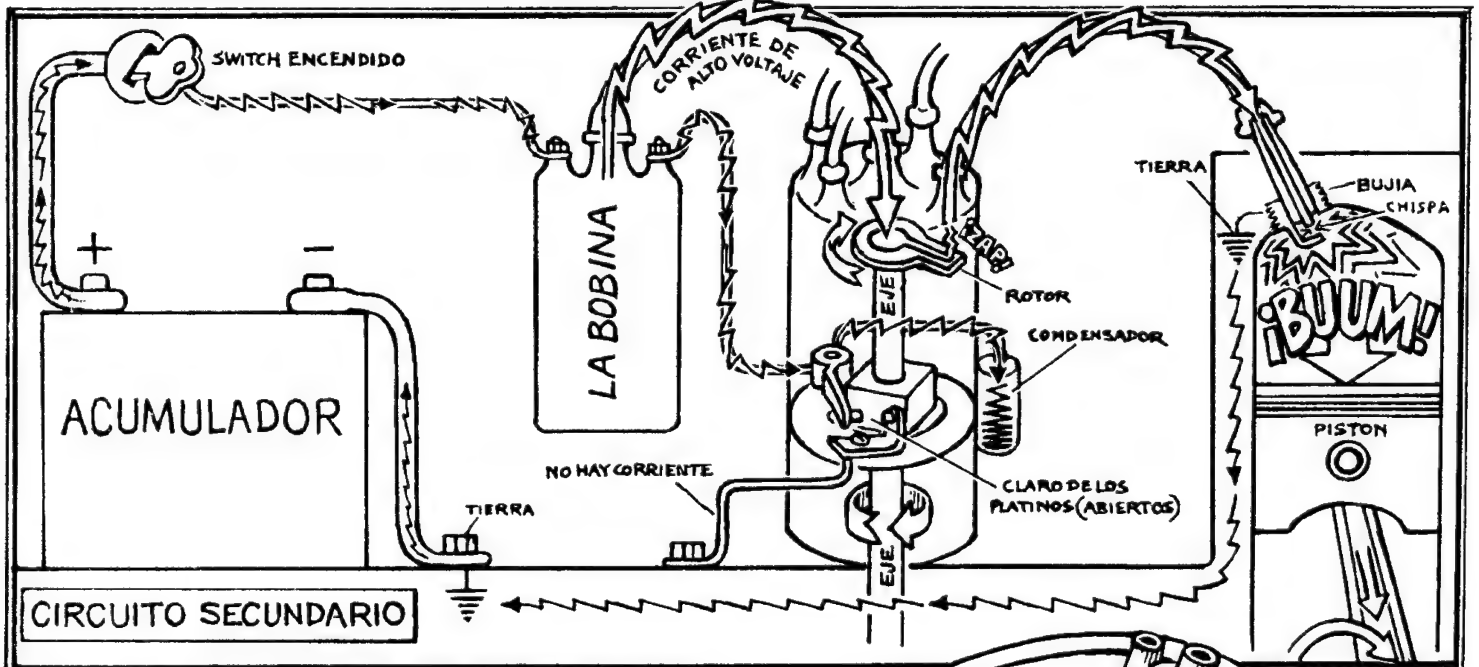 SWITCH ENCENDIDO
CORRIENTE DE
ALTO VOLTAJE
TIERRA
BUJIA
CHISPA
+
−
LA BOBINA
¡ZAP!
EJE
ROTOR
¡BUUM!
CONDENSADOR
ACUMULADOR
PISTON
NO HAY CORRIENTE
CLARO DE LOS
PLATINOS (ABIERTOS)
TIERRA
EJE
CIRCUITO SECUNDARIO